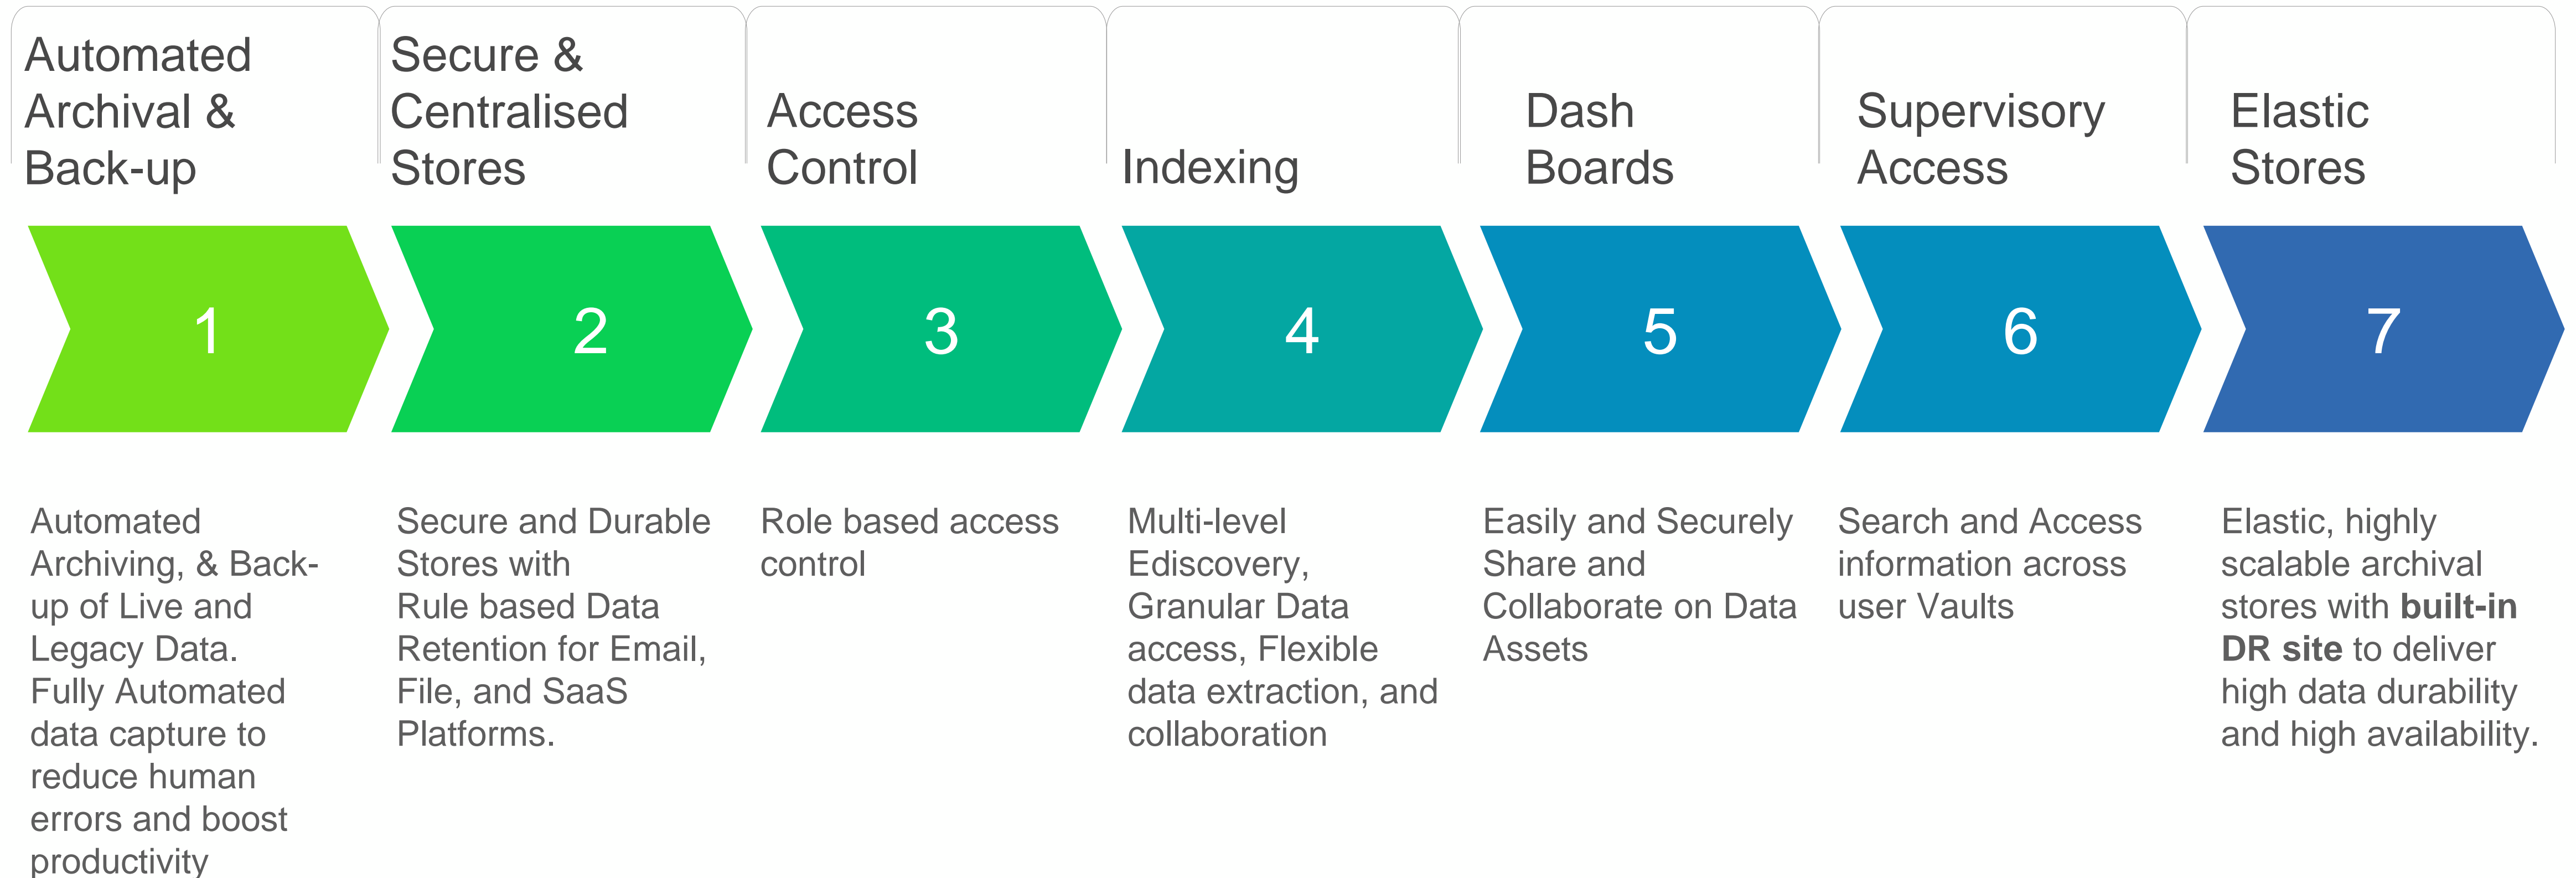 Automated
Archival &
Back-up
Secure &
Centralised
Stores
Access
Control
Indexing
Dash
Boards
Supervisory
Access
Elastic
Stores
1
2
3
4
5
6
7
Automated
Archiving, & Back-
up of Live and
Legacy Data.
Fully Automated
data capture to
reduce human
errors and boost
productivity
Secure and Durable
Stores with
Rule based Data
Retention for Email,
File, and SaaS
Platforms.
Role based access
control
Multi-level
Ediscovery,
Granular Data
access, Flexible
data extraction, and
collaboration
Easily and Securely
Share and
Collaborate on Data
Assets
Search and Access
information across
user Vaults
Elastic, highly
scalable archival
stores with built-in
DR site to deliver
high data durability
and high availability.